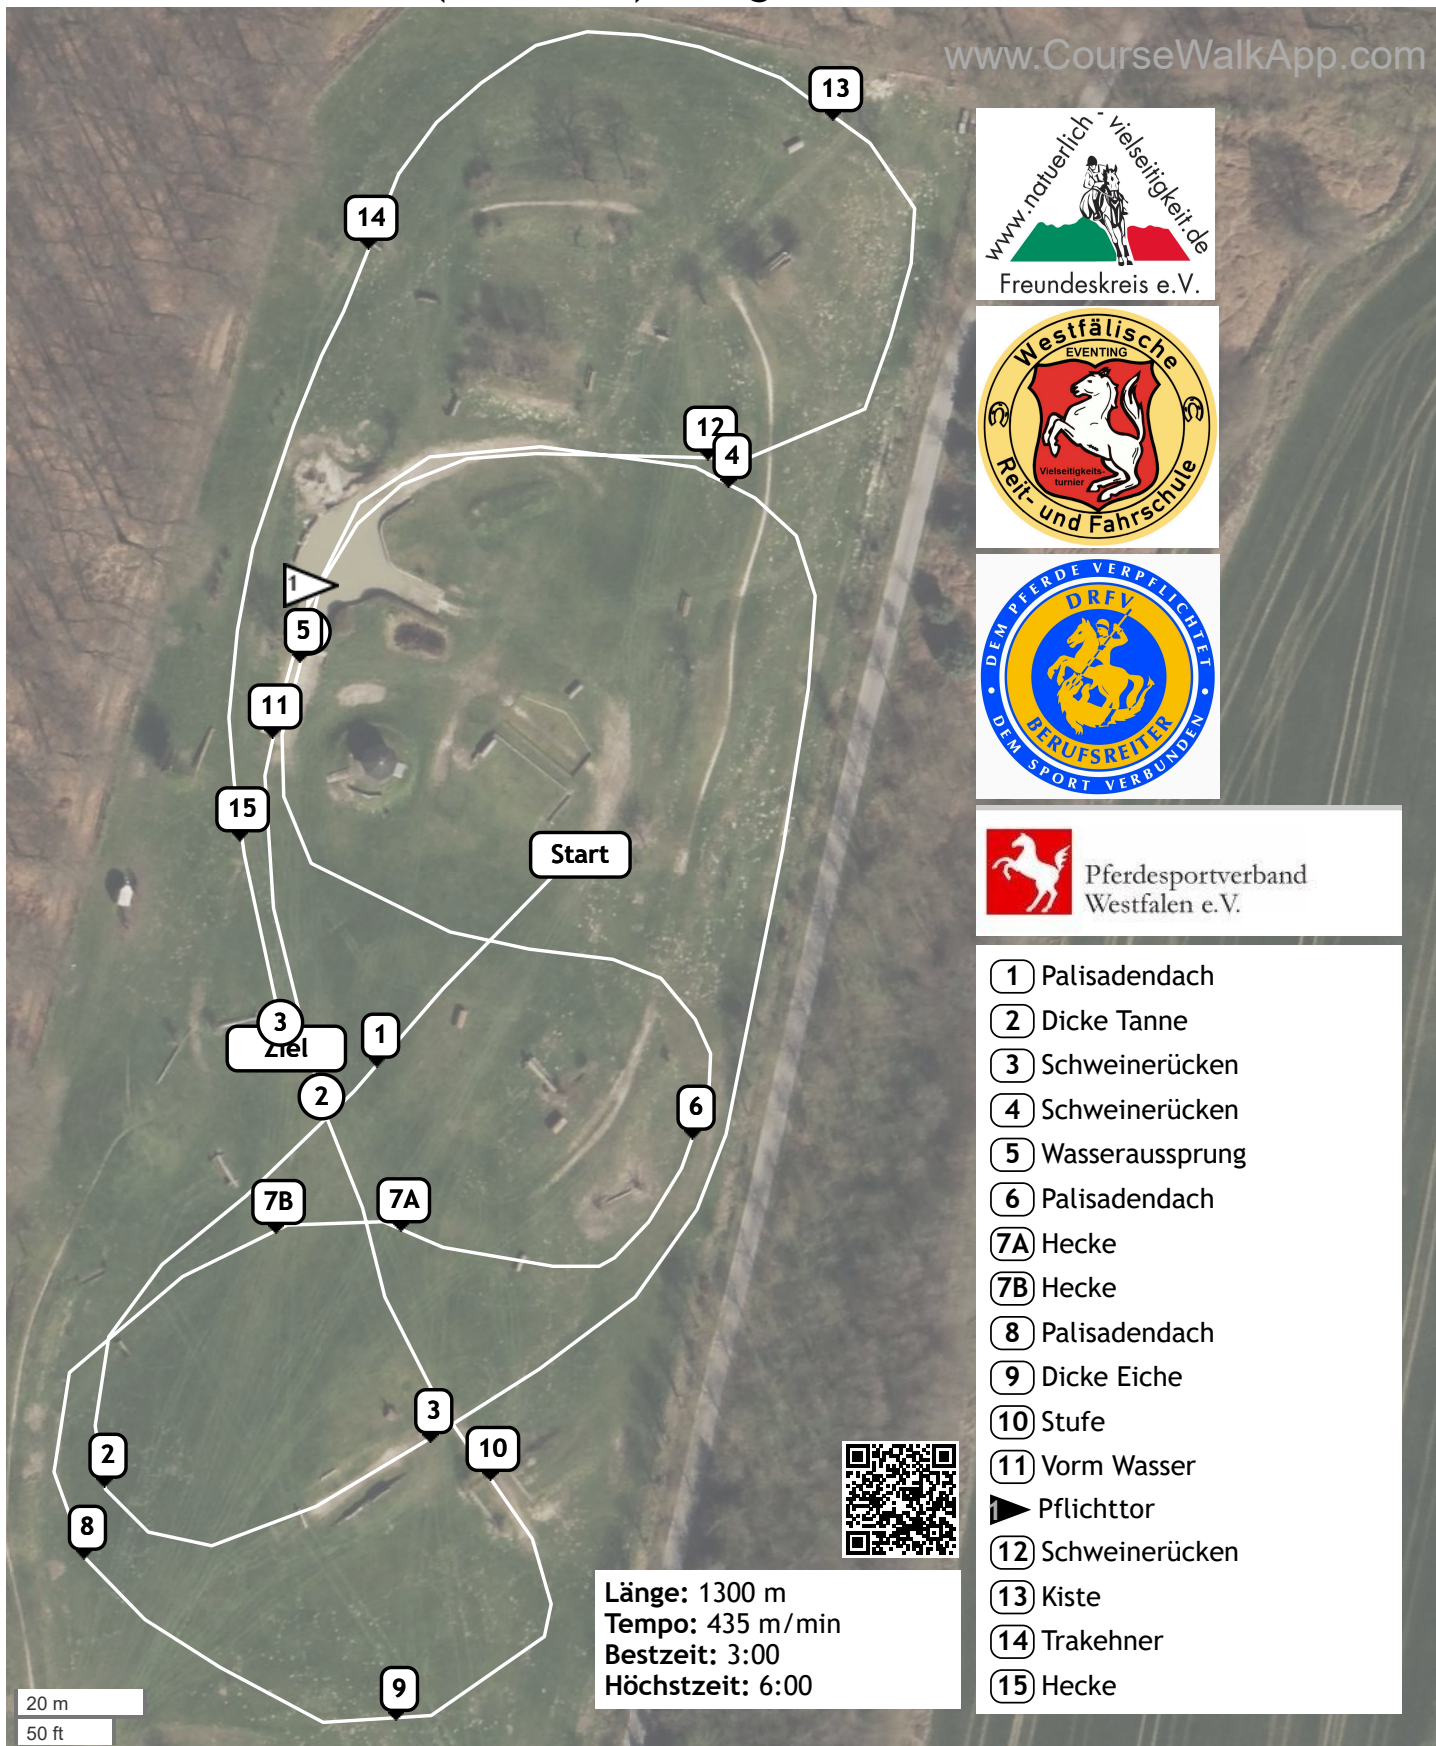 www.CourseWalkApp.com
13
14
www.natuerlich - vielseitigkeit.de
Freundeskreis e.V.
Westfälische
EVENTING
Vielseitigkeits-
turnier
Reit- und Fahrschule
12
4
1
5
11
DEM PFERDE VERPFLICHTET
DRFV
BERUFSREITER
DEM SPORT VERBUNDEN
15
Start
Pferdesportverband
Westfalen e.V.
3
Ziel
1
2
6
7B
7A
3
10
2
8
9
1 Palisadendach
2 Dicke Tanne
3 Schweinerücken
4 Schweinerücken
5 Wasseraussprung
6 Palisadendach
7A Hecke
7B Hecke
8 Palisadendach
9 Dicke Eiche
10 Stufe
11 Vorm Wasser
1 Pflichttor
12 Schweinerücken
13 Kiste
14 Trakehner
15 Hecke
Länge: 1300 m
Tempo: 435 m/min
Bestzeit: 3:00
Höchstzeit: 6:00
20 m
50 ft